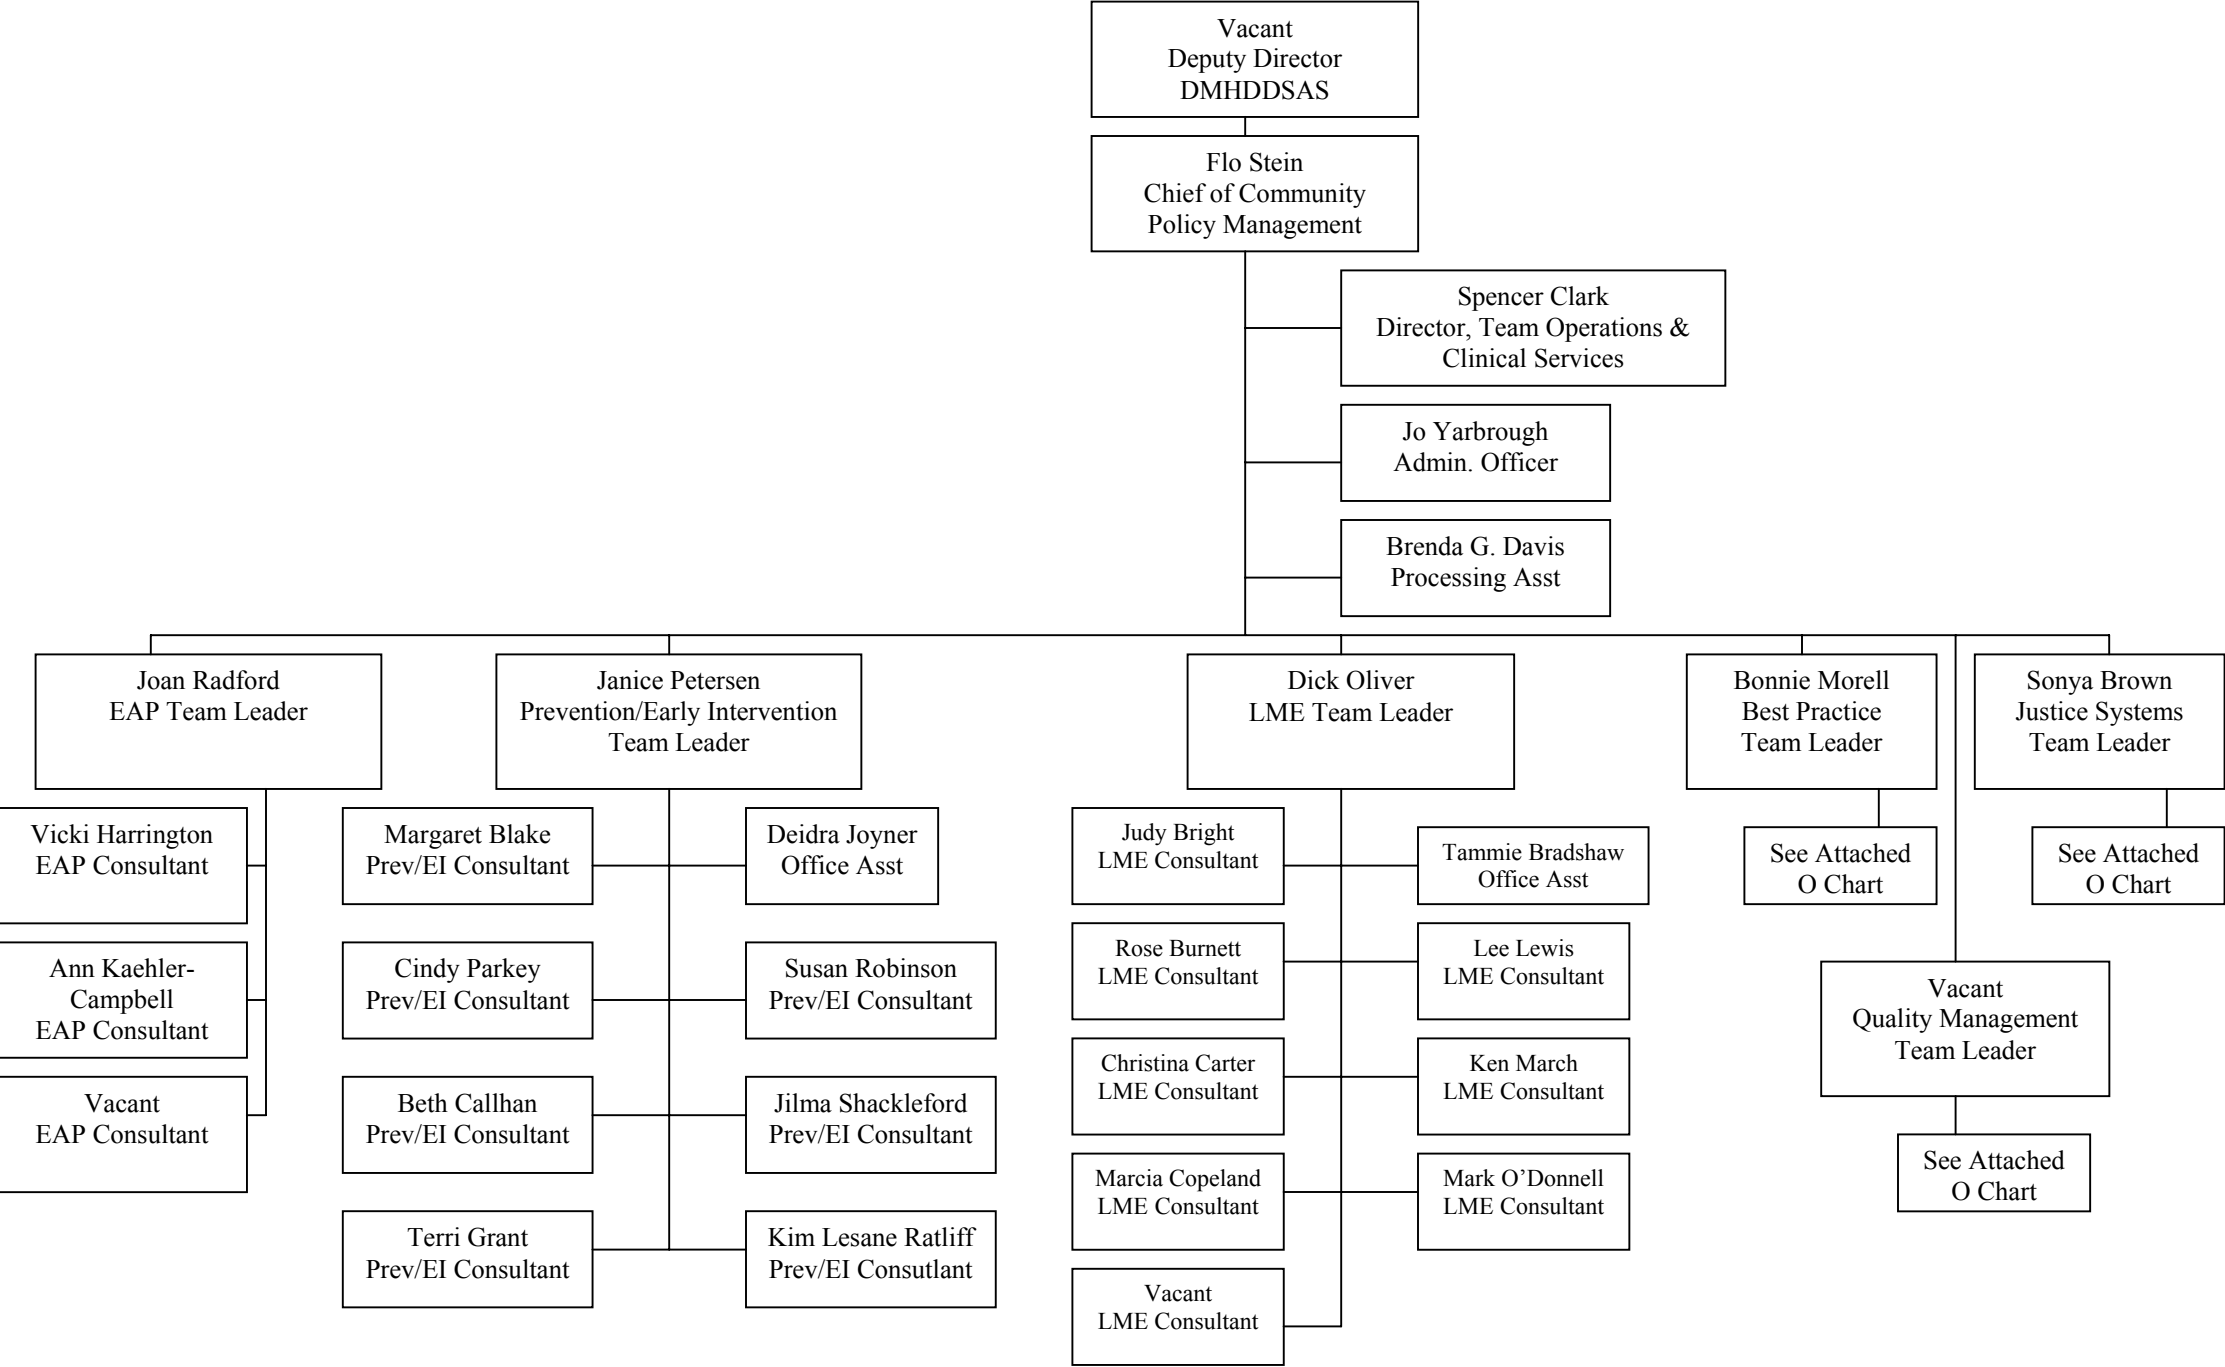 Vacant
Deputy Director
DMHDDSAS
Flo Stein
Chief of Community
Policy Management
Spencer Clark
Director, Team Operations &
Clinical Services
Jo Yarbrough
Admin. Officer
Brenda G. Davis
Processing Asst
Joan Radford
EAP Team Leader
Janice Petersen
Prevention/Early Intervention
Team Leader
Dick Oliver
LME Team Leader
Bonnie Morell
Best Practice
Team Leader
Sonya Brown
Justice Systems
Team Leader
Vicki Harrington
EAP Consultant
Ann Kaehler-
Campbell
EAP Consultant
Vacant
EAP Consultant
Margaret Blake
Prev/EI Consultant
Deidra Joyner
Office Asst
Cindy Parkey
Prev/EI Consultant
Susan Robinson
Prev/EI Consultant
Beth Callhan
Prev/EI Consultant
Jilma Shackleford
Prev/EI Consultant
Terri Grant
Prev/EI Consultant
Kim Lesane Ratliff
Prev/EI Consutlant
Judy Bright
LME Consultant
Tammie Bradshaw
Office Asst
Rose Burnett
LME Consultant
Lee Lewis
LME Consultant
Christina Carter
LME Consultant
Ken March
LME Consultant
Marcia Copeland
LME Consultant
Mark O’Donnell
LME Consultant
Vacant
LME Consultant
See Attached
O Chart
See Attached
O Chart
Vacant
Quality Management
Team Leader
See Attached
O Chart